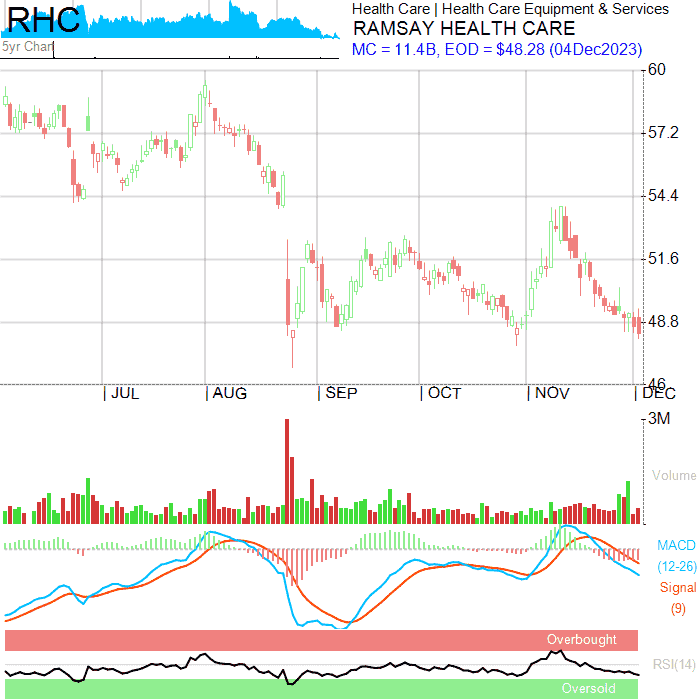 RHC
5yr Chart
Health Care | Health Care Equipment & Services
RAMSAY HEALTH CARE
MC = 11.4B, EOD = $48.28 (04Dec2023)
60
57.2
54.4
51.6
48.8
46
JUL AUG SEP OCT NOV DEC
3M
Volume
MACD
(12-26)
Signal
(9)
Overbought
RSI(14)
Oversold